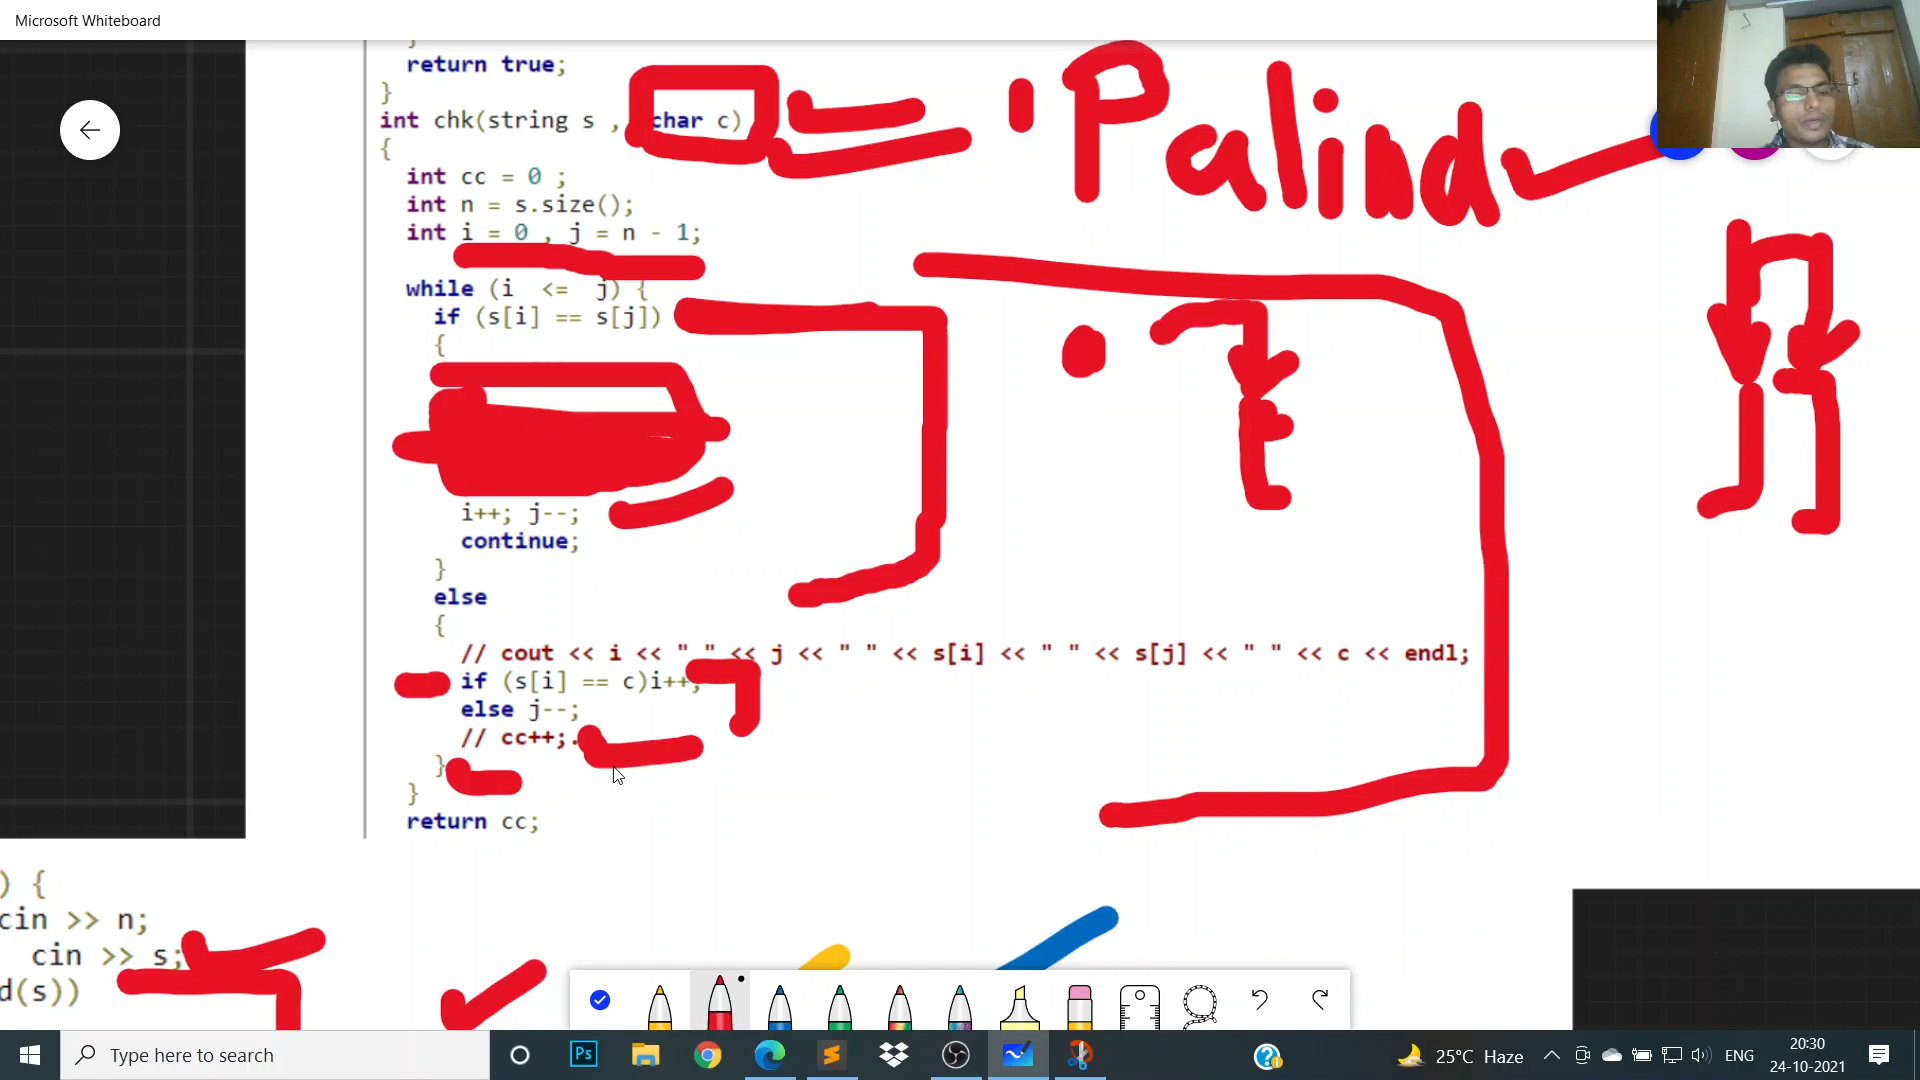 Microsoft Whiteboard
}
return true;
}
int chk(string s , char c)
{
int cc = 0 ;
int n = s.size();
int i = 0 , j = n - 1;
while (i <= j) {
if (s[i] == s[j])
{
i++; j--;
continue;
}
else
{
// cout << i << " " << j << " " << s[i] << " " << s[j] << " " << c << endl;
if (s[i] == c)i++;
else j--;
// cc++;.
}
}
return cc;
Palind
) {
cin >> n;
cin >> s;
d(s))
Type here to search
Ps
25°C Haze
ENG
20:30
24-10-2021